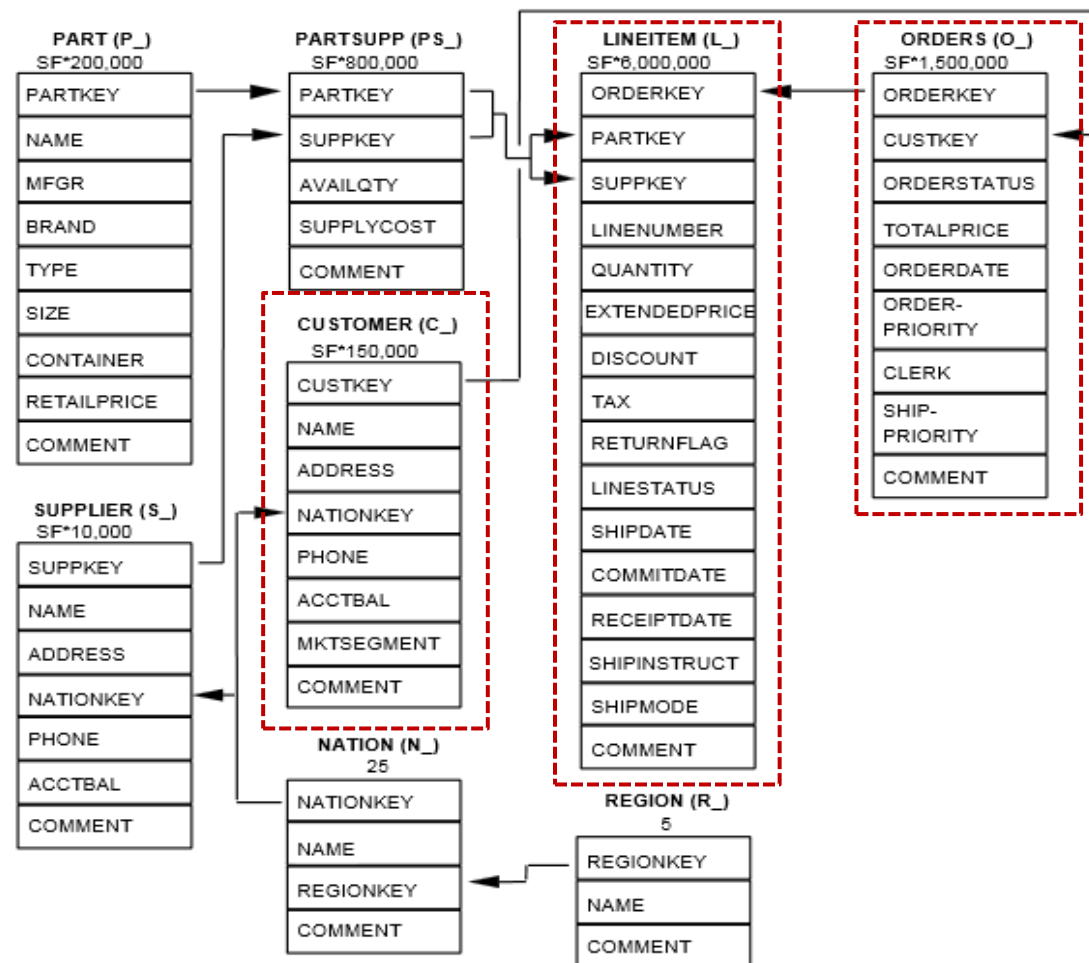 PART (P_)
SF*200,000
PARTKEY
NAME
MFGR
BRAND
TYPE
SIZE
CONTAINER
RETAILPRICE
COMMENT
SUPPLIER (S_)
SF*10,000
SUPPKEY
NAME
ADDRESS
NATIONKEY
PHONE
ACCTBAL
COMMENT
PARTSUPP (PS_)
SF*800,000
PARTKEY
SUPPKEY
AVAILQTY
SUPPLYCOST
COMMENT
CUSTOMER (C_)
SF*150,000
CUSTKEY
NAME
ADDRESS
NATIONKEY
PHONE
ACCTBAL
MKTSEGMENT
COMMENT
NATION (N_)
25
NATIONKEY
NAME
REGIONKEY
COMMENT
LINEITEM (L_)
SF*6,000,000
ORDERKEY
PARTKEY
SUPPKEY
LINENUMBER
QUANTITY
EXTENDEDPRICE
DISCOUNT
TAX
RETURNFLAG
LINESTATUS
SHIPDATE
COMMITDATE
RECEIPTDATE
SHIPINSTRUCT
SHIPMODE
COMMENT
REGION (R_)
5
REGIONKEY
NAME
COMMENT
ORDERS (O_)
SF*1,500,000
ORDERKEY
CUSTKEY
ORDERSTATUS
TOTALPRICE
ORDERDATE
ORDER-
PRIORITY
CLERK
SHIP-
PRIORITY
COMMENT